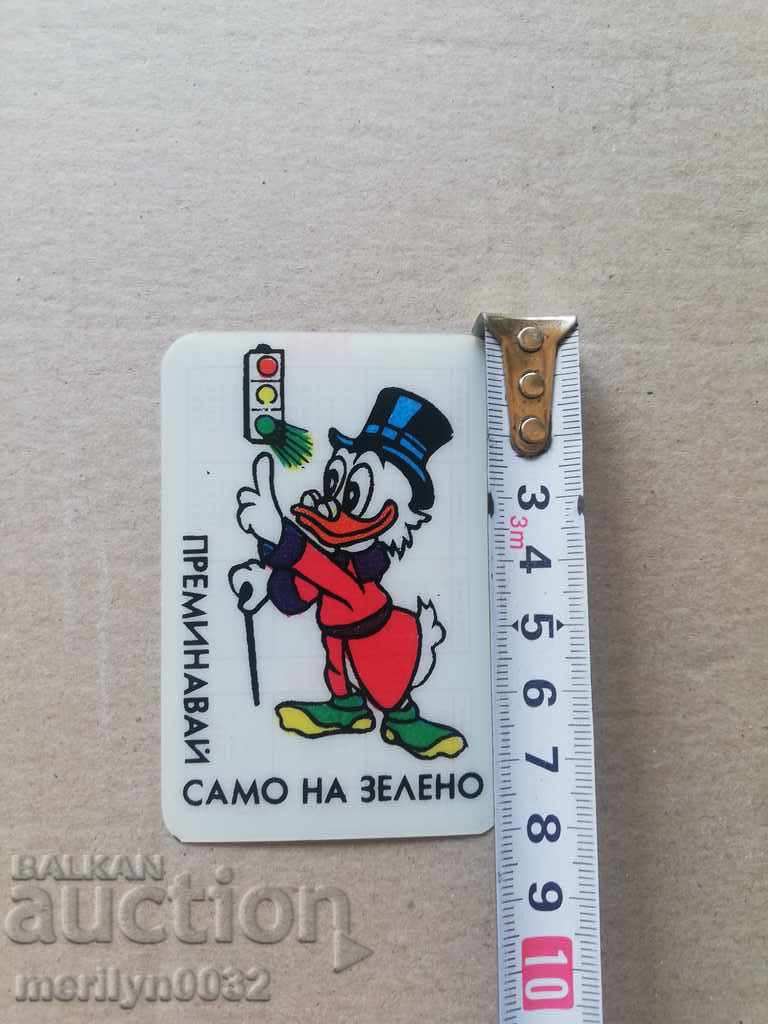 ПРЕМИНАВАЙ
САМО НА ЗЕЛЕНО
3
3m
4
5
6
7
8
9
10
BALKAN
auction
merilyn0032